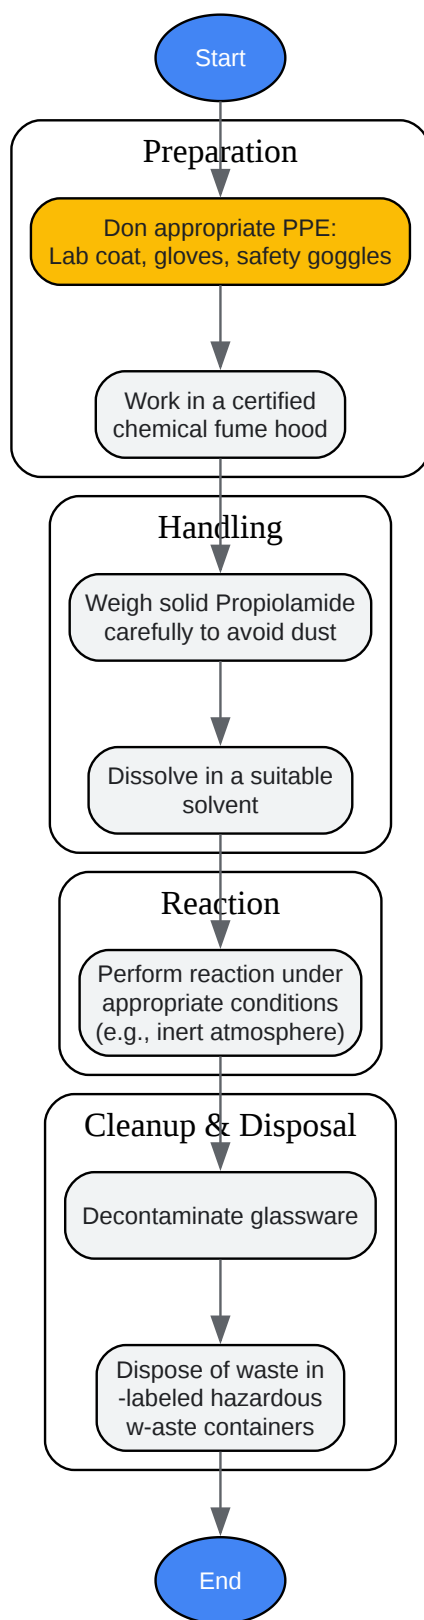 Start
Preparation
Don appropriate PPE:
Lab coat, gloves, safety goggles
Work in a certified
chemical fume hood
Handling
Weigh solid Propiolamide
carefully to avoid dust
Dissolve in a suitable
solvent
Reaction
Perform reaction under
appropriate conditions
(e.g., inert atmosphere)
Cleanup & Disposal
Decontaminate glassware
Dispose of waste in
-labeled hazardous
w-aste containers
End